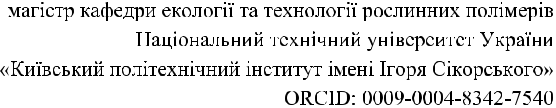 магістр кафедри екології та технології рослинних полімерів
Національний технічний університет України
«Київський політехнічний інститут імені Ігоря Сікорського»
ORCID: 0009-0004-8342-7540